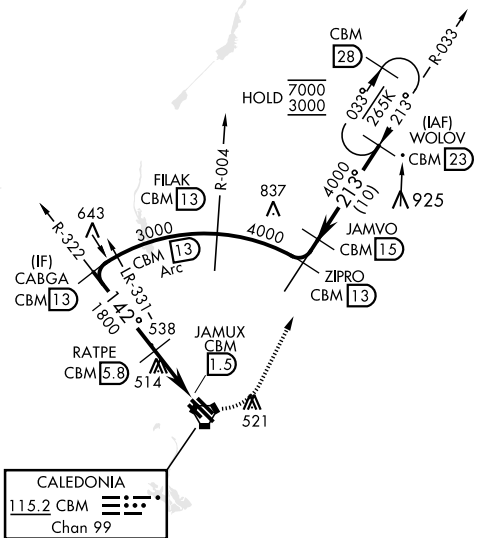 CBM
28
R-033
HOLD 7000
3000
033°
265K
213°
(IAF)
WOLOV
CBM 23
925
4000
213°
(10)
R-004
FILAK
CBM 13
837
JAMVO
CBM 15
ZIPRO
CBM 13
3000
4000
CBM 13
Arc
643
R-322
LR-331
(IF)
CABGA
CBM 13
142°
1800
538
RATPE
CBM 5.8
514
JAMUX
CBM
1.5
521
CALEDONIA
115.2 CBM
Chan 99